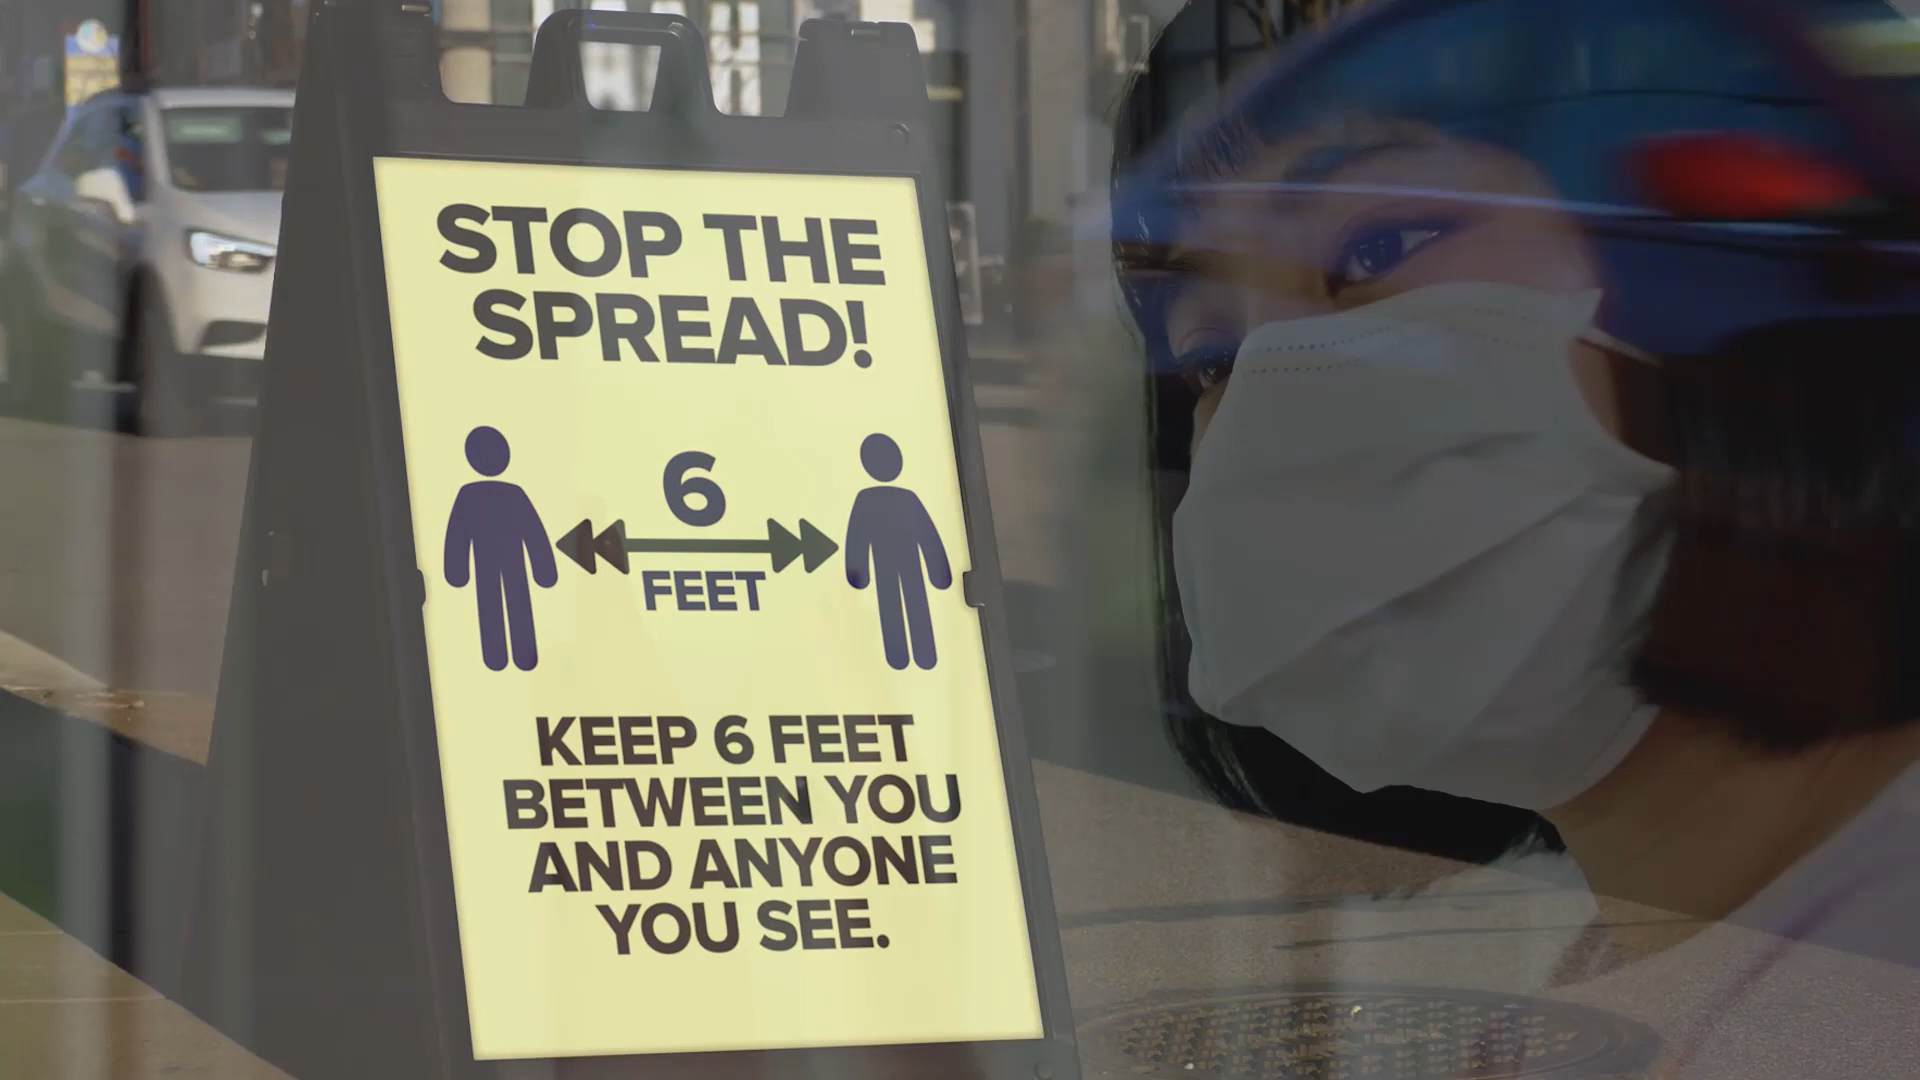 STOP THE
SPREAD!
6
FEET
KEEP 6 FEET
BETWEEN YOU
AND ANYONE
YOU SEE.